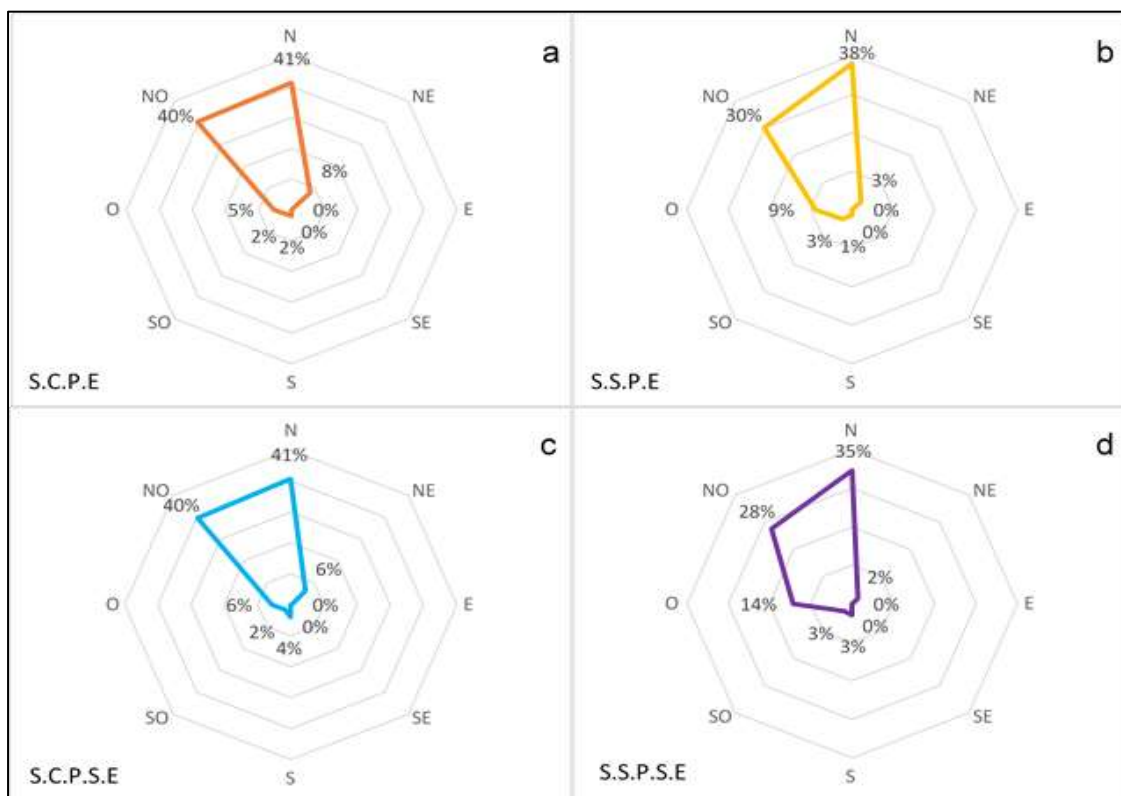 a
N
41%
NO
NE
40%
8%
O
5%
0%
E
2%
0%
2%
SO
SE
S
S.C.P.E
b
N
38%
NO
NE
30%
3%
O
9%
0%
E
3%
0%
1%
SO
SE
S
S.S.P.E
c
N
41%
NO
NE
40%
6%
O
6%
0%
E
2%
0%
4%
SO
SE
S
S.C.P.S.E
d
N
35%
NO
NE
28%
2%
O
14%
0%
E
3%
0%
3%
SO
SE
S
S.S.P.S.E